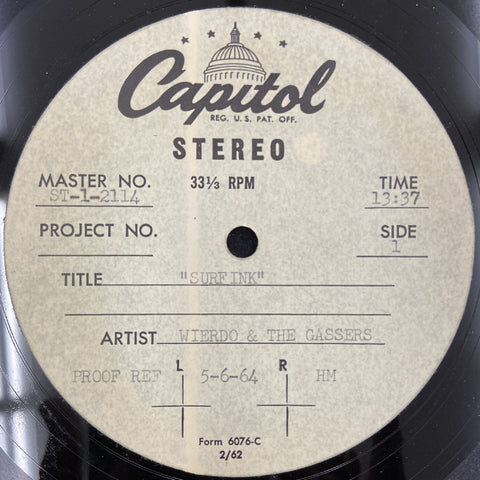 Capitol
REG. U.S. PAT. OFF.
STEREO
MASTER NO. 33⅓ RPM TIME
ST-1-2114 13:37
PROJECT NO. SIDE
1
TITLE "SURFINK"
ARTIST WIERDO & THE GASSERS
PROOF REF L 5-6-64 R HM
Form 6076-C
2/62